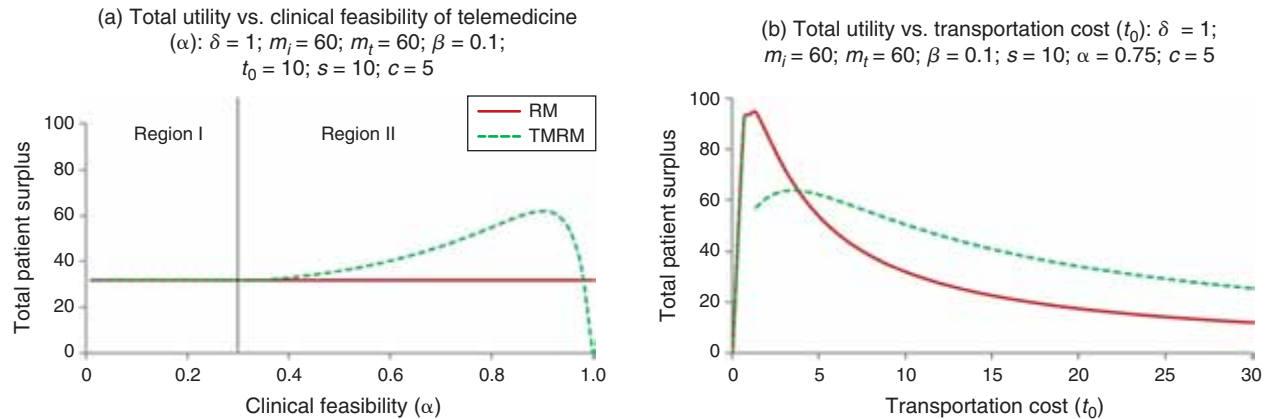 (a) Total utility vs. clinical feasibility of telemedicine
(α): δ = 1; mᵢ = 60; mₜ = 60; β = 0.1;
t₀ = 10; s = 10; c = 5
RM
TMRM
Region I
Region II
Total patient surplus
100
80
60
40
20
0
0
0.2
0.4
0.6
0.8
1.0
Clinical feasibility (α)
(b) Total utility vs. transportation cost (t₀): δ = 1;
mᵢ = 60; mₜ = 60; β = 0.1; s = 10; α = 0.75; c = 5
Total patient surplus
100
80
60
40
20
0
0
5
10
15
20
25
30
Transportation cost (t₀)